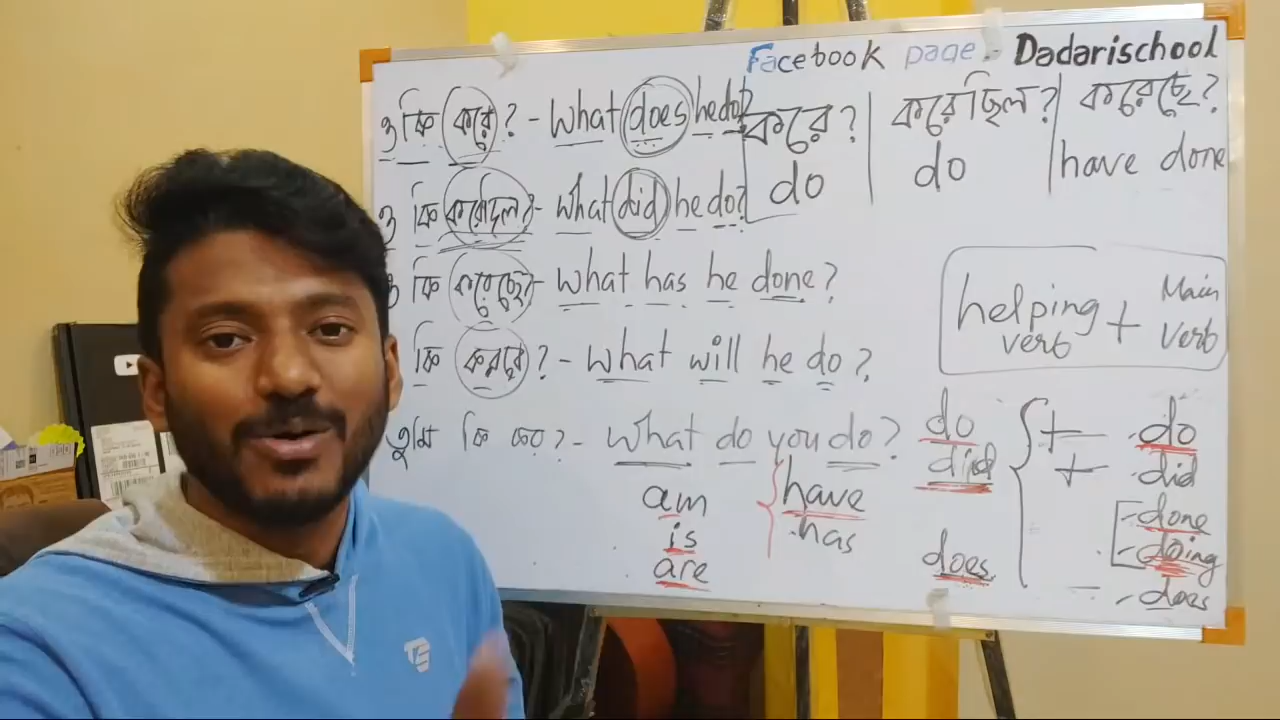 Facebook page:- Dadarischool
ও কি করে? - What does he do?
ও কি করেছিল? - What did he do?
ও কি করেছে? - What has he done?
কি করবে? - What will he do?
তুমি কি কর? - What do you do?
করে? | করেছিল? | করেছে?
do | do | have done
helping verb + Main Verb
am
is
are
have
has
do
did
does
+ do
+ did
- done
- doing
- does